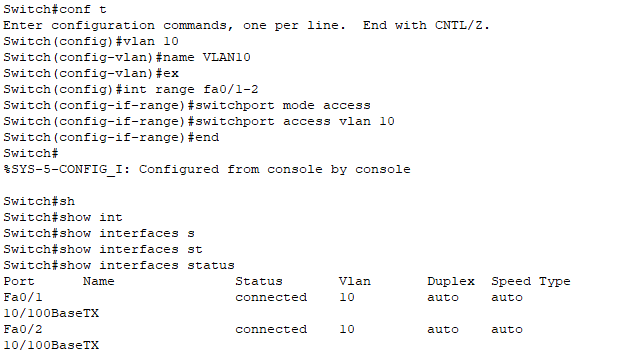 Switch#conf t
Enter configuration commands, one per line.  End with CNTL/Z.
Switch(config)#vlan 10
Switch(config-vlan)#name VLAN10
Switch(config-vlan)#ex
Switch(config)#int range fa0/1-2
Switch(config-if-range)#switchport mode access
Switch(config-if-range)#switchport access vlan 10
Switch(config-if-range)#end
Switch#
%SYS-5-CONFIG_I: Configured from console by console

Switch#sh
Switch#show int
Switch#show interfaces s
Switch#show interfaces st
Switch#show interfaces status
Port      Name               Status       Vlan       Duplex  Speed Type
Fa0/1                        connected    10         auto    auto
10/100BaseTX
Fa0/2                        connected    10         auto    auto
10/100BaseTX